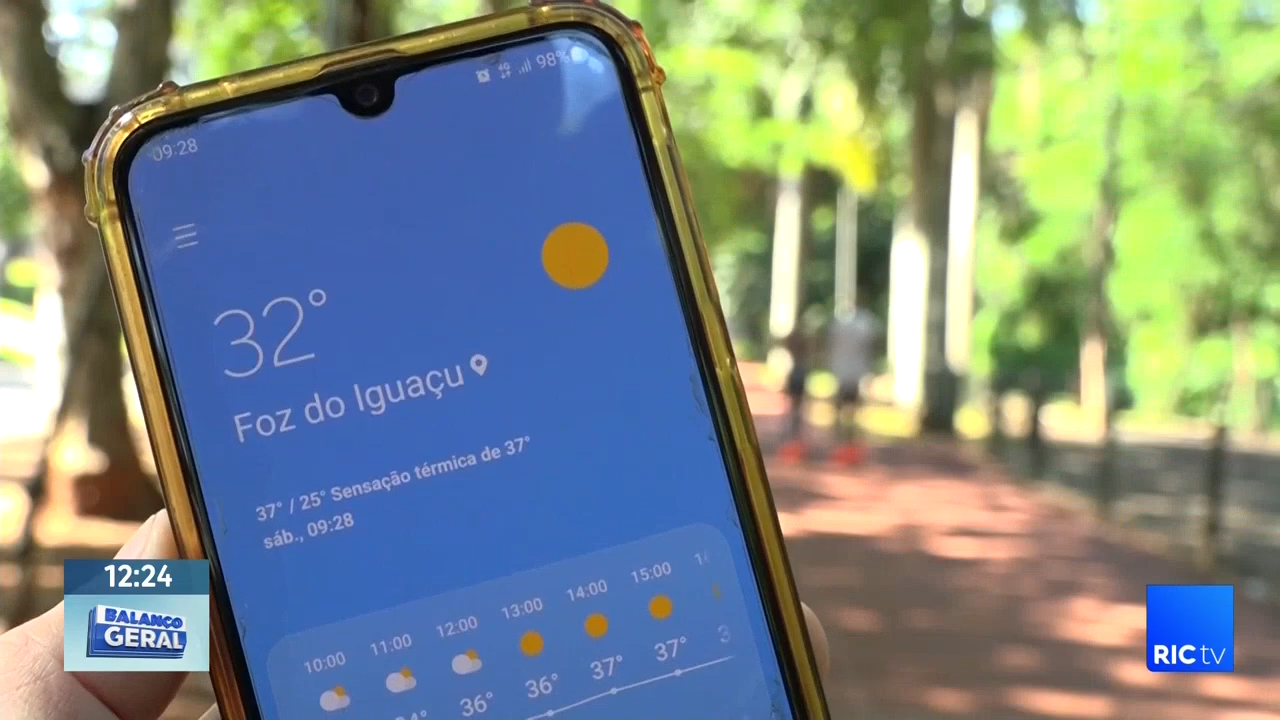 09:28
98%
32°
Foz do Iguaçu
37° / 25° Sensação térmica de 37°
sáb., 09:28
10:00 11:00 12:00 13:00 14:00 15:00
36° 36° 37° 37°
12:24
BALANÇO
GERAL
RIC tv